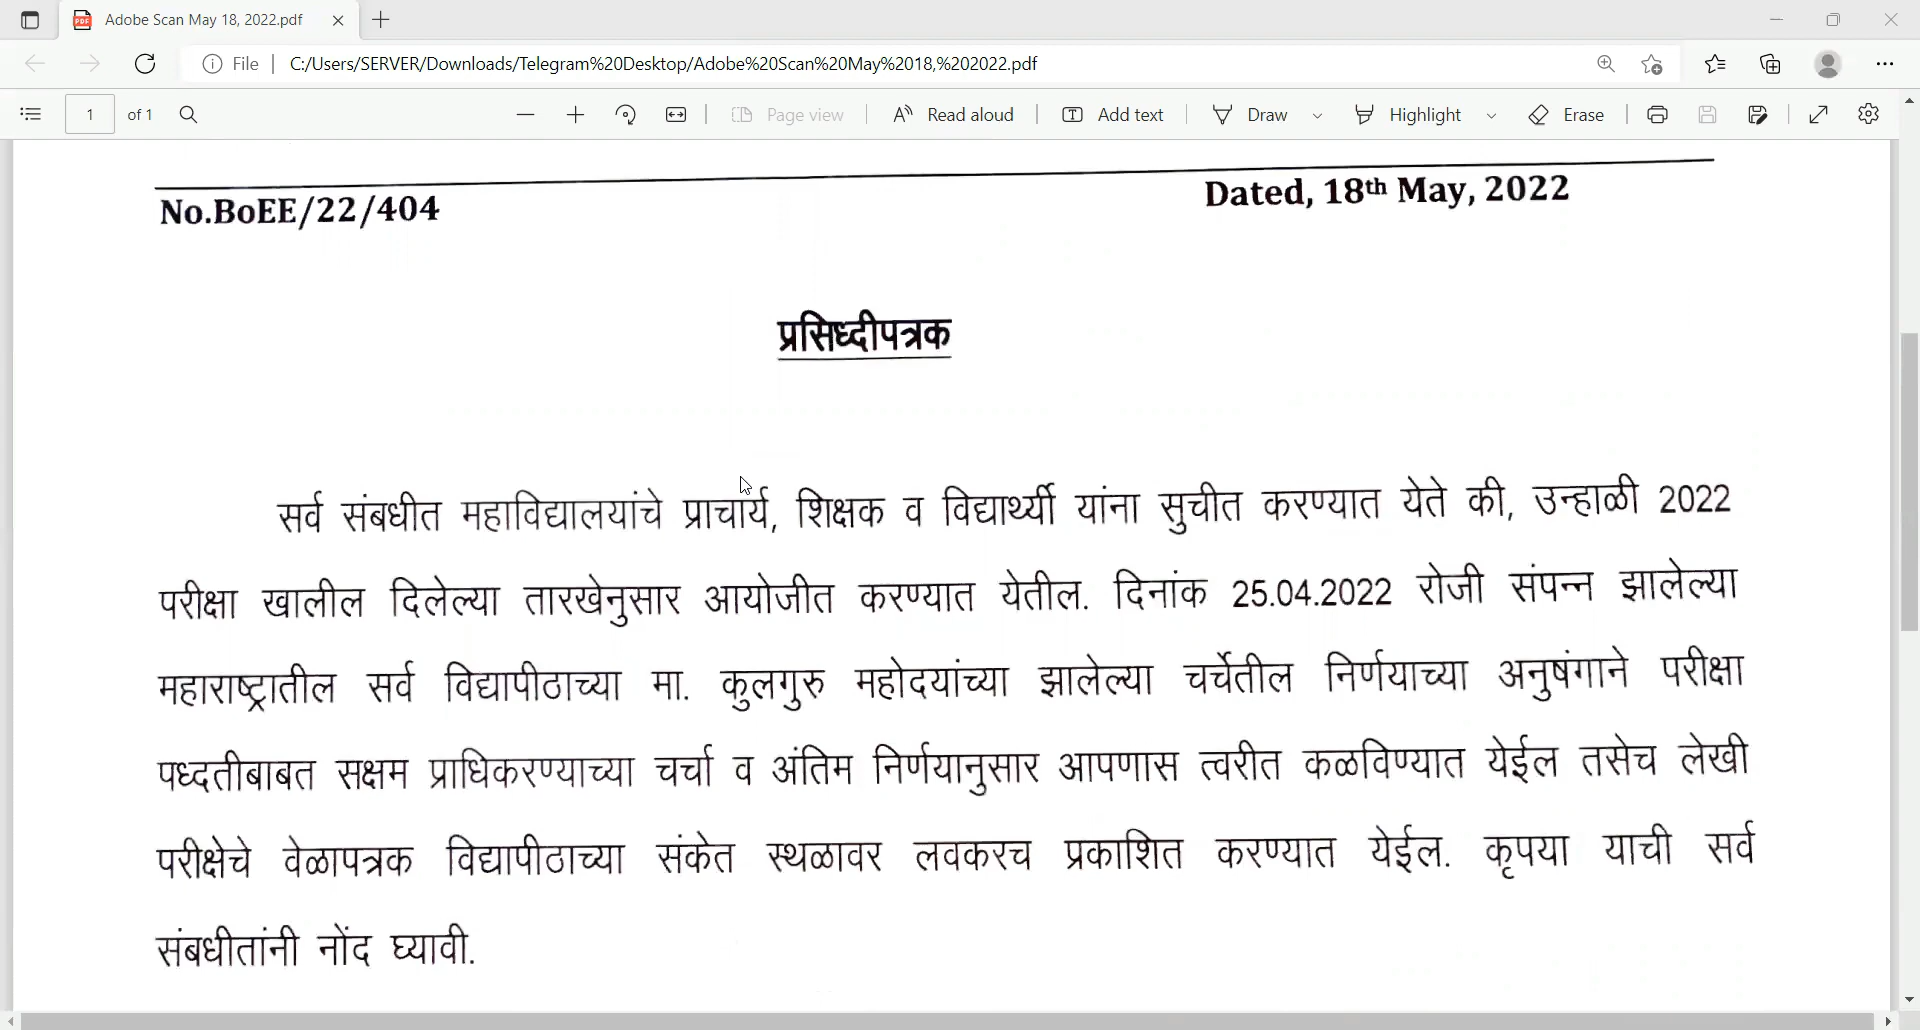 Adobe Scan May 18, 2022.pdf
File C:/Users/SERVER/Downloads/Telegram%20Desktop/Adobe%20Scan%20May%2018,%202022.pdf
1 of 1 Page view Read aloud Add text Draw Highlight Erase
No.BoEE/22/404 Dated, 18th May, 2022
प्रसिध्दीपत्रक
सर्व संबधीत महाविद्यालयांचे प्राचार्य, शिक्षक व विद्यार्थ्यी यांना सुचीत करण्यात येते की, उन्हाळी 2022
परीक्षा खालील दिलेल्या तारखेनुसार आयोजीत करण्यात येतील. दिनांक 25.04.2022 रोजी संपन्न झालेल्या
महाराष्ट्रातील सर्व विद्यापीठाच्या मा. कुलगुरु महोदयांच्या झालेल्या चर्चेतील निर्णयाच्या अनुषंगाने परीक्षा
पध्दतीबाबत सक्षम प्राधिकरण्याच्या चर्चा व अंतिम निर्णयानुसार आपणास त्वरीत कळविण्यात येईल तसेच लेखी
परीक्षेचे वेळापत्रक विद्यापीठाच्या संकेत स्थळावर लवकरच प्रकाशित करण्यात येईल. कृपया याची सर्व
संबधीतांनी नोंद घ्यावी.